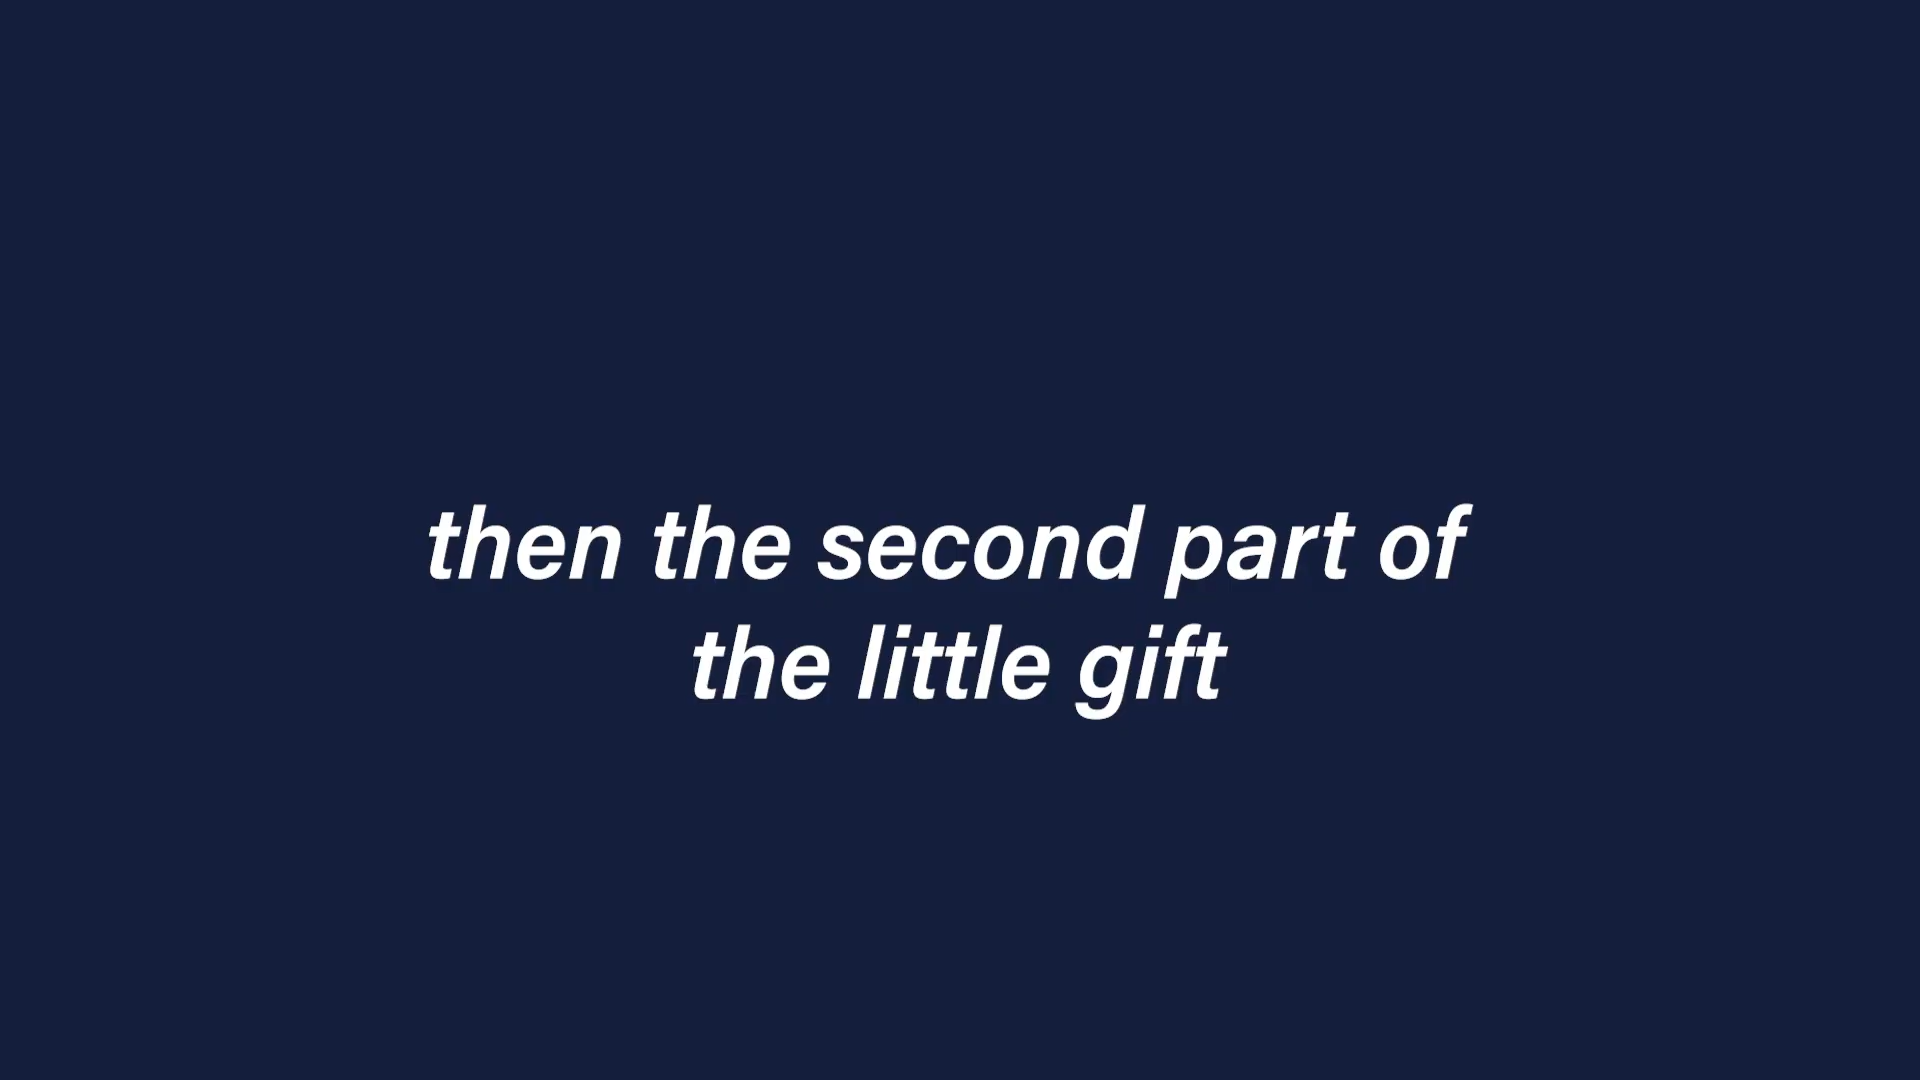 then the second part of
the little gift